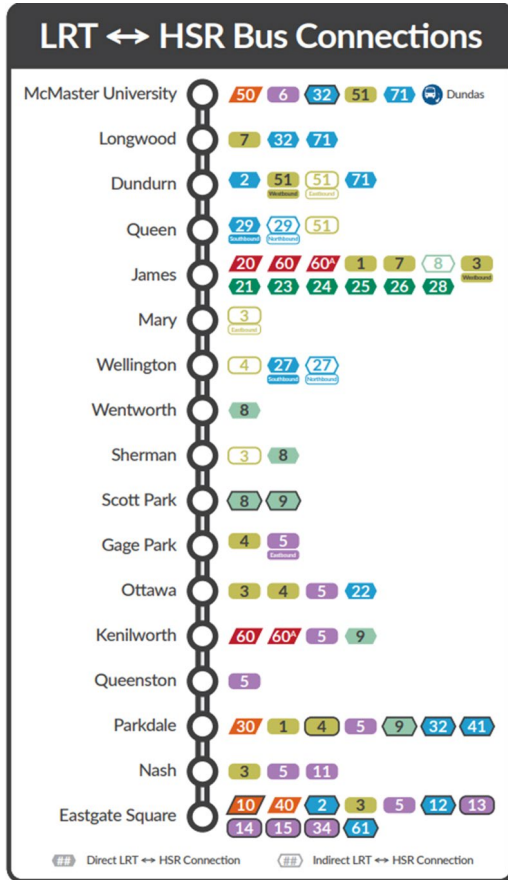 LRT ↔ HSR Bus Connections
McMaster University 50 6 32 51 71 Dundas
Longwood 7 32 71
Dundurn 2 51 51 71
Westbound Eastbound
Queen 29 29 51
Southbound Northbound
James 20 60 60A 1 7 8 3
Westbound
21 23 24 25 26 28
Mary 3
Eastbound
Wellington 4 27 27
Southbound Northbound
Wentworth 8
Sherman 3 8
Scott Park 8 9
Gage Park 4 5
Eastbound
Ottawa 3 4 5 22
Kenilworth 60 60A 5 9
Queenston 5
Parkdale 30 1 4 5 9 32 41
Nash 3 5 11
Eastgate Square 10 40 2 3 5 12 13
14 15 34 61
## Direct LRT ↔ HSR Connection ## Indirect LRT ↔ HSR Connection